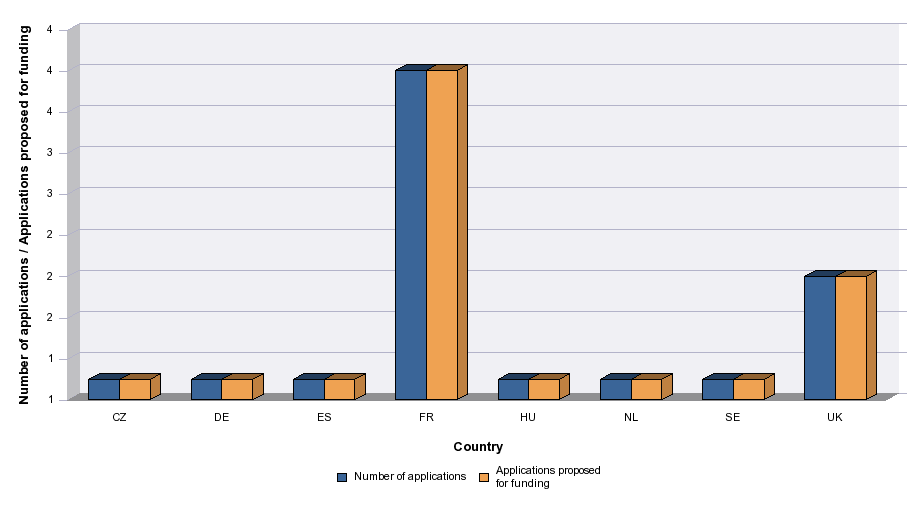 Number of applications / Applications proposed for funding
4
4
4
3
3
2
2
2
1
1
CZ DE ES FR HU NL SE UK
Country
Number of applications
Applications proposed
for funding